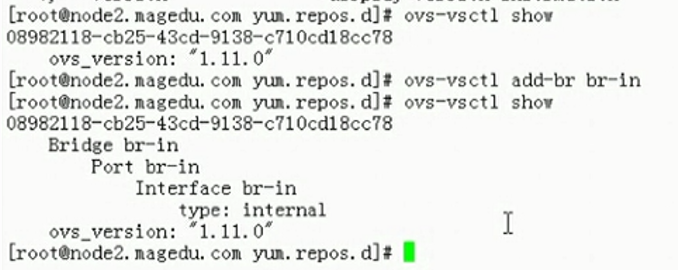 [root@node2.magedu.com yum.repos.d]# ovs-vsctl show
08982118-cb25-43cd-9138-c710cd18cc78
    ovs_version: "1.11.0"
[root@node2.magedu.com yum.repos.d]# ovs-vsctl add-br br-in
[root@node2.magedu.com yum.repos.d]# ovs-vsctl show
08982118-cb25-43cd-9138-c710cd18cc78
    Bridge br-in
        Port br-in
            Interface br-in
                type: internal
    ovs_version: "1.11.0"
[root@node2.magedu.com yum.repos.d]#